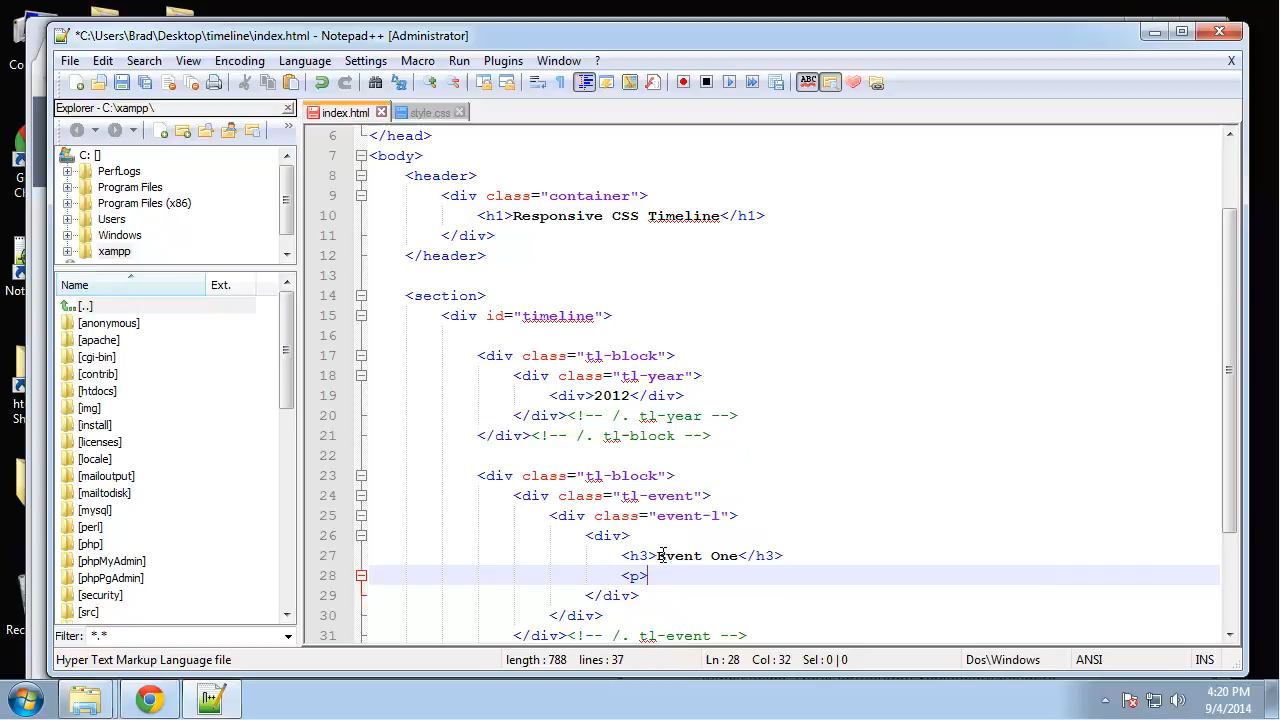 *C:\Users\Brad\Desktop\timeline\index.html - Notepad++ [Administrator]
File Edit Search View Encoding Language Settings Macro Run Plugins Window ? X
Explorer - C:\xampp\
index.html style.css
C: []
PerfLogs
Program Files
Program Files (x86)
Users
Windows
xampp
Name Ext.
[..]
[anonymous]
[apache]
[cgi-bin]
[contrib]
[htdocs]
[img]
[install]
[licenses]
[locale]
[mailoutput]
[mailtodisk]
[mysql]
[perl]
[php]
[phpMyAdmin]
[phpPgAdmin]
[security]
[src]
Filter: *.*
6 </head>
7 <body>
8 <header>
9 <div class="container">
10 <h1>Responsive CSS Timeline</h1>
11 </div>
12 </header>
13
14 <section>
15 <div id="timeline">
16
17 <div class="tl-block">
18 <div class="tl-year">
19 <div>2012</div>
20 </div><!-- /. tl-year -->
21 </div><!-- /. tl-block -->
22
23 <div class="tl-block">
24 <div class="tl-event">
25 <div class="event-l">
26 <div>
27 <h3>Event One</h3>
28 <p>
29 </div>
30 </div>
31 </div><!-- /. tl-event -->
Hyper Text Markup Language file length : 788 lines : 37 Ln : 28 Col : 32 Sel : 0 | 0 Dos\Windows ANSI INS
4:20 PM
9/4/2014